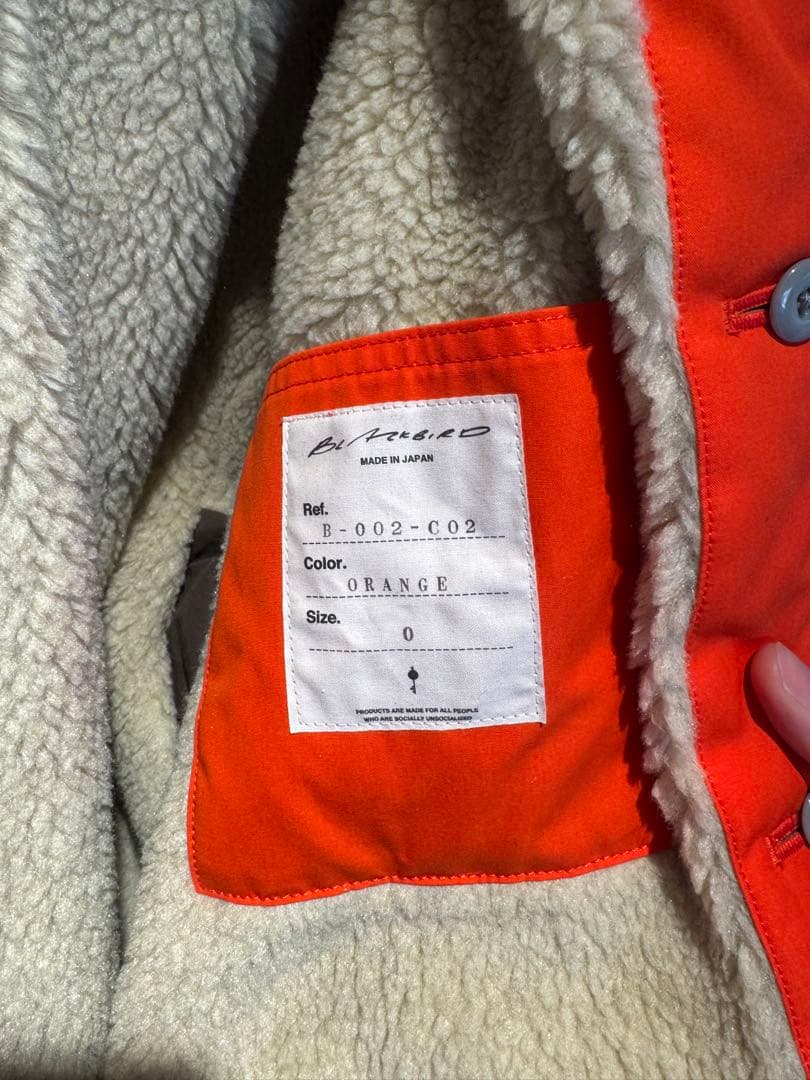 BLACKBIRD
MADE IN JAPAN
Ref.
B-002-C02
Color.
ORANGE
Size.
0
PRODUCTS ARE MADE FOR ALL PEOPLE
WHO ARE SOCIALLY UNSOCIALIZED